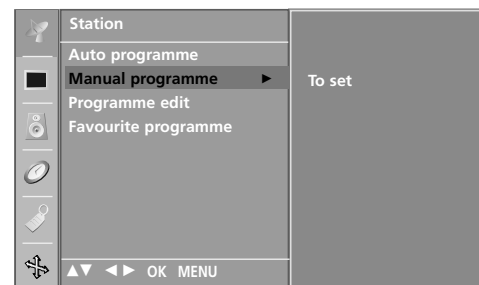 Station
Auto programme
Manual programme ►
To set
Programme edit
Favourite programme
▲▼ ◄► OK MENU